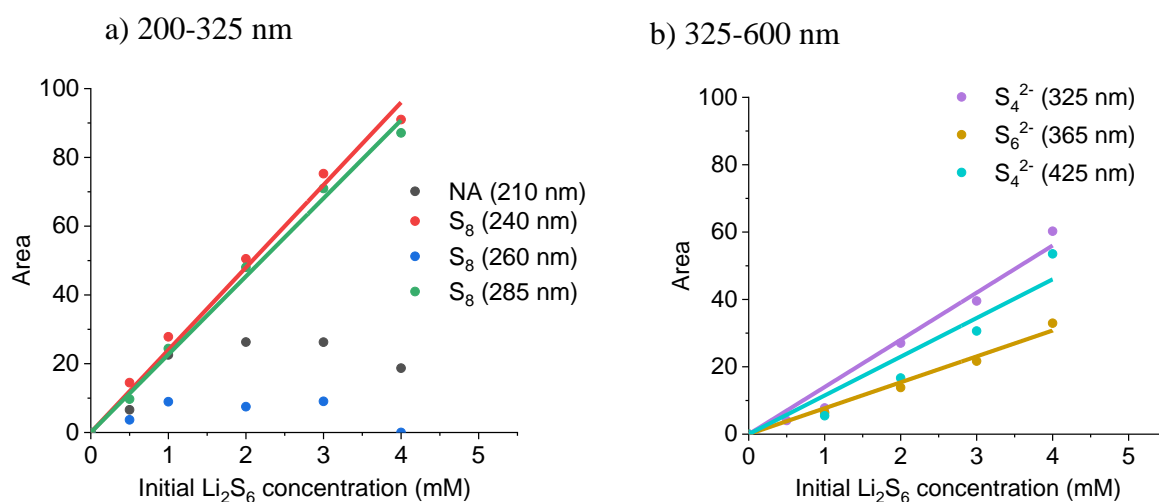 a) 200-325 nm
100
80
60
40
20
0
Area
NA (210 nm)
S₈ (240 nm)
S₈ (260 nm)
S₈ (285 nm)
0 1 2 3 4 5
Initial Li₂S₆ concentration (mM)
b) 325-600 nm
100
80
60
40
20
0
Area
S₄²⁻ (325 nm)
S₆²⁻ (365 nm)
S₄²⁻ (425 nm)
0 1 2 3 4 5
Initial Li₂S₆ concentration (mM)